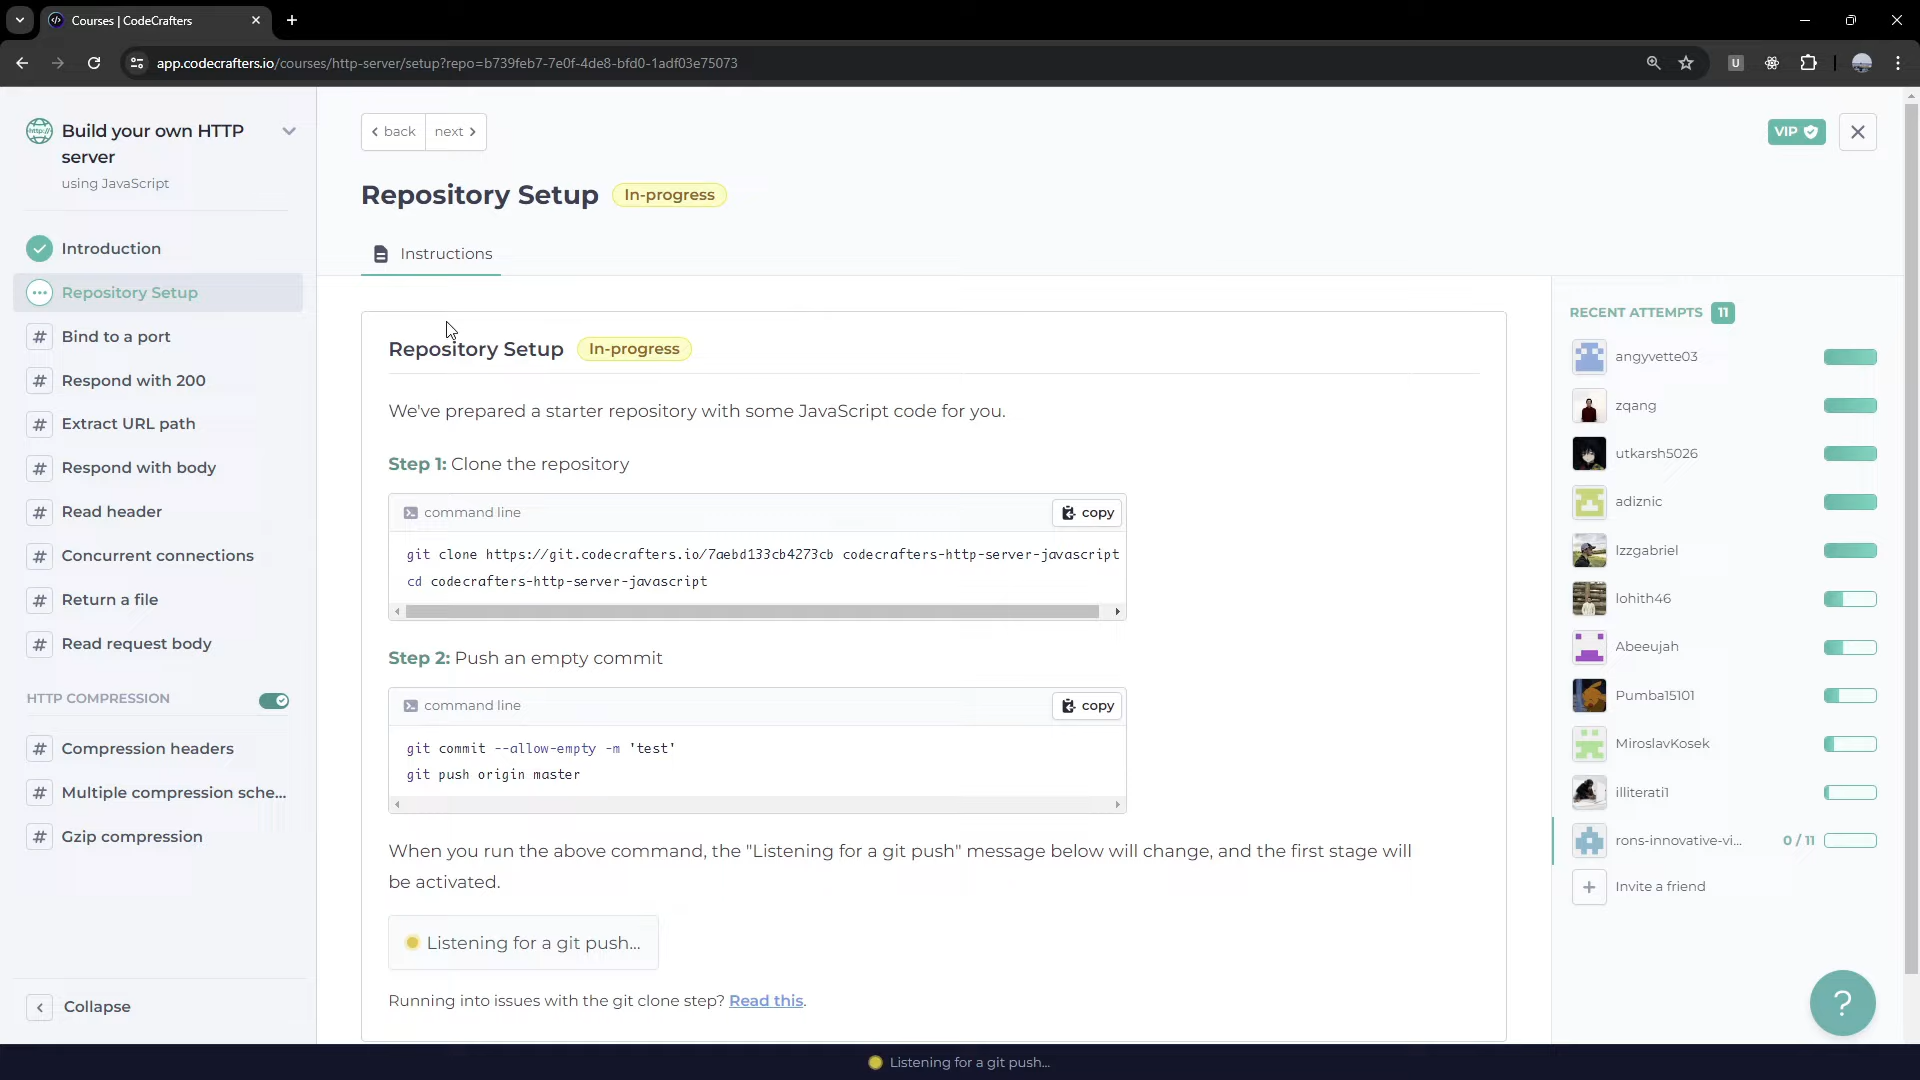 Courses | CodeCrafters
app.codecrafters.io/courses/http-server/setup?repo=b739feb7-7e0f-4de8-bfd0-1adf03e75073
U
http://
Build your own HTTP
server
using JavaScript
Introduction
Repository Setup
# Bind to a port
# Respond with 200
# Extract URL path
# Respond with body
# Read header
# Concurrent connections
# Return a file
# Read request body
HTTP COMPRESSION
# Compression headers
# Multiple compression sche...
# Gzip compression
Collapse
back next
VIP
Repository Setup In-progress
Instructions
Repository Setup In-progress
We've prepared a starter repository with some JavaScript code for you.
Step 1: Clone the repository
command line copy
git clone https://git.codecrafters.io/7aebd133cb4273cb codecrafters-http-server-javascript
cd codecrafters-http-server-javascript
Step 2: Push an empty commit
command line copy
git commit --allow-empty -m 'test'
git push origin master
When you run the above command, the "Listening for a git push" message below will change, and the first stage will
be activated.
Listening for a git push...
Running into issues with the git clone step? Read this.
RECENT ATTEMPTS 11
angyvette03
zqang
utkarsh5026
adiznic
lzzgabriel
lohith46
Abeeujah
Pumba15101
MiroslavKosek
illiterati1
rons-innovative-vi... 0 / 11
+ Invite a friend
?
Listening for a git push...